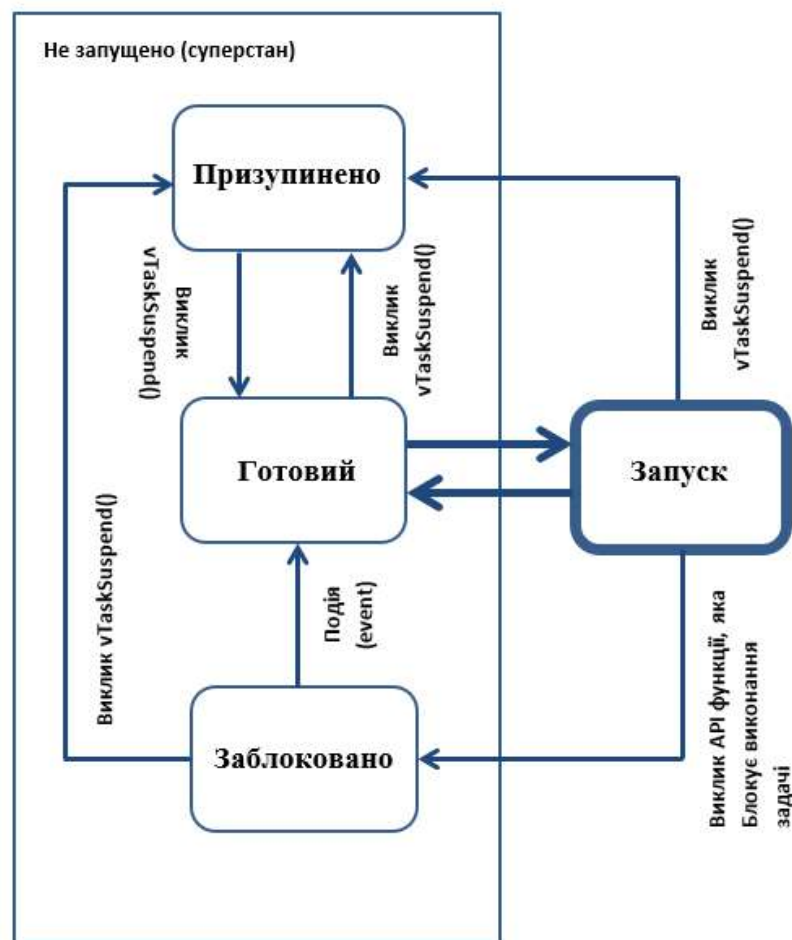 Не запущено (суперстан)
Призупинено
Виклик
vTaskSuspend()
Виклик
vTaskSuspend()
Виклик
vTaskSuspend()
Готовий
Запуск
Виклик vTaskSuspend()
Подія
(event)
Заблоковано
Виклик API функції, яка
Блокує виконання
задачі